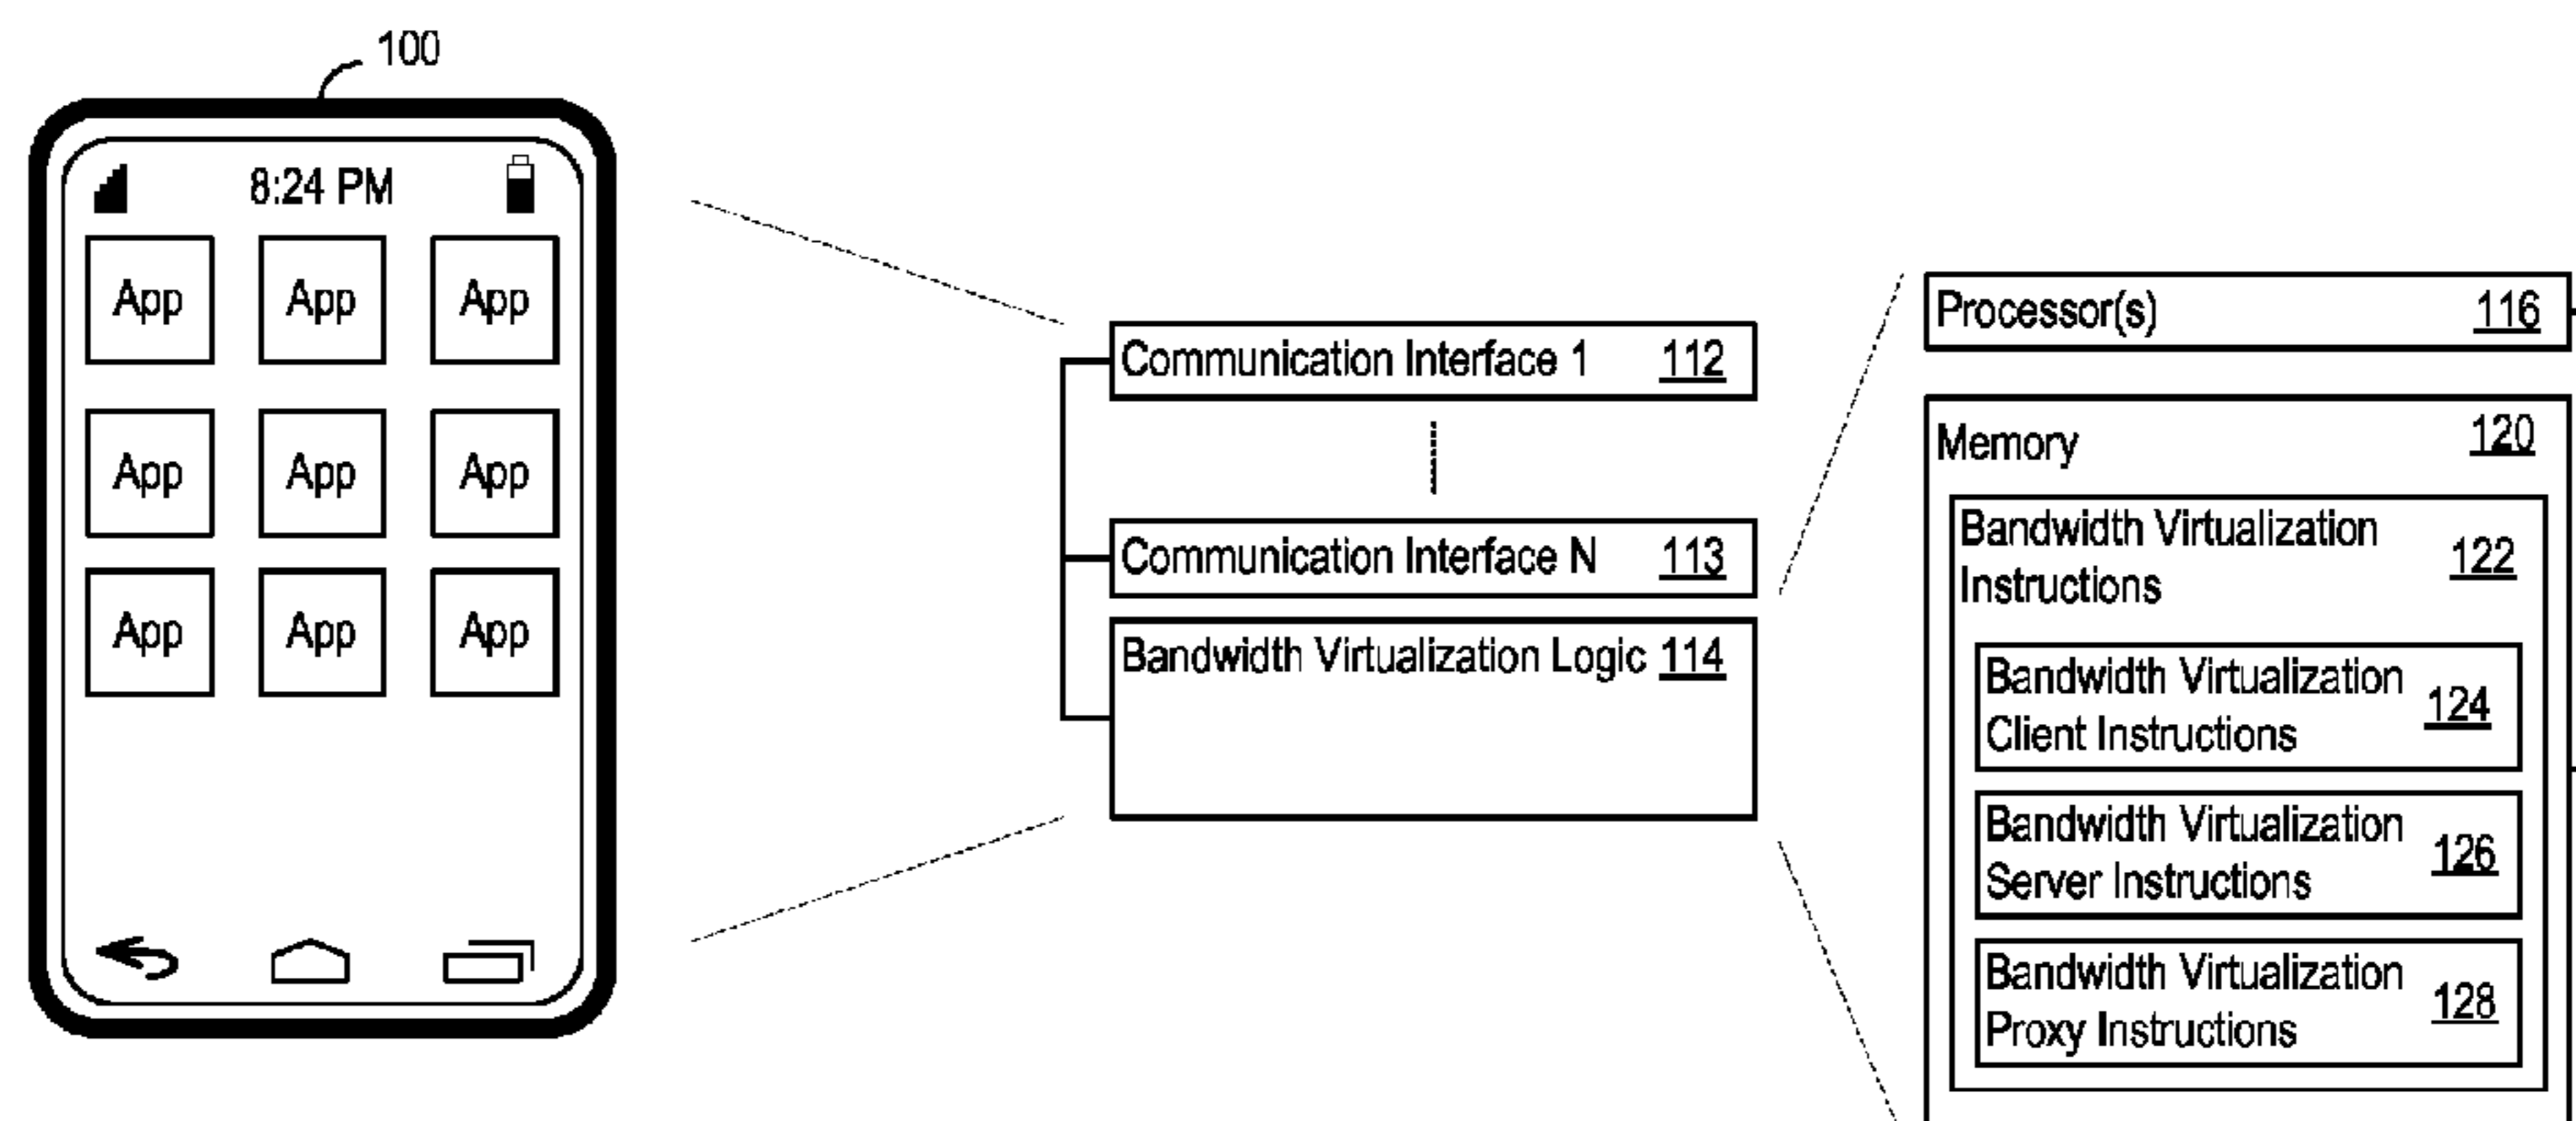 100
8:24 PM
App App App
App App App
App App App
Communication Interface 1 112
Communication Interface N 113
Bandwidth Virtualization Logic 114
Processor(s) 116
Memory 120
Bandwidth Virtualization
Instructions 122
Bandwidth Virtualization
Client Instructions 124
Bandwidth Virtualization
Server Instructions 126
Bandwidth Virtualization
Proxy Instructions 128